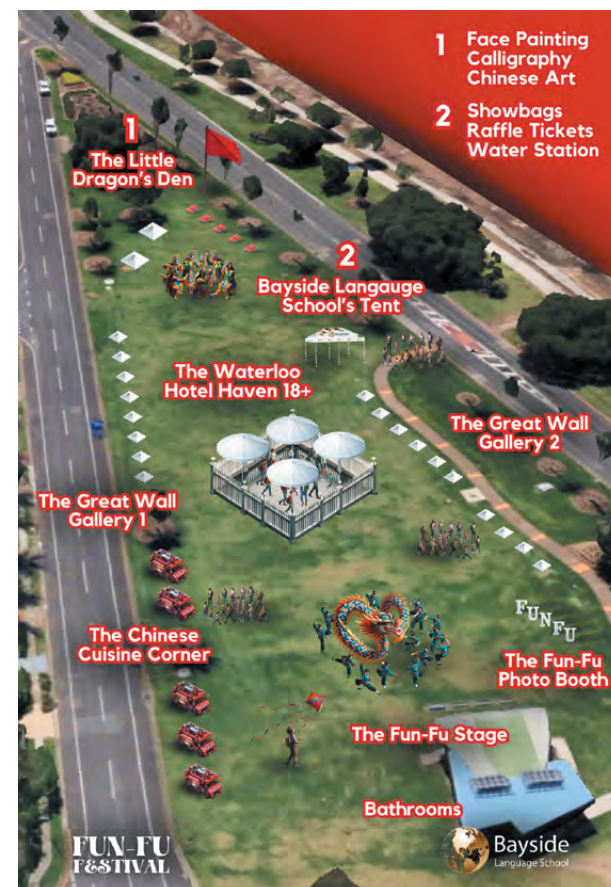 1 Face Painting
Calligraphy
Chinese Art
2 Showbags
Raffle Tickets
Water Station
1
The Little
Dragon's Den
2
Bayside Langauge
School's Tent
The Waterloo
Hotel Haven 18+
The Great Wall
Gallery 2
The Great Wall
Gallery 1
FUNFU
The Chinese
Cuisine Corner
The Fun-Fu
Photo Booth
The Fun-Fu Stage
Bathrooms
FUN-FU
FESTIVAL
Bayside
Language School